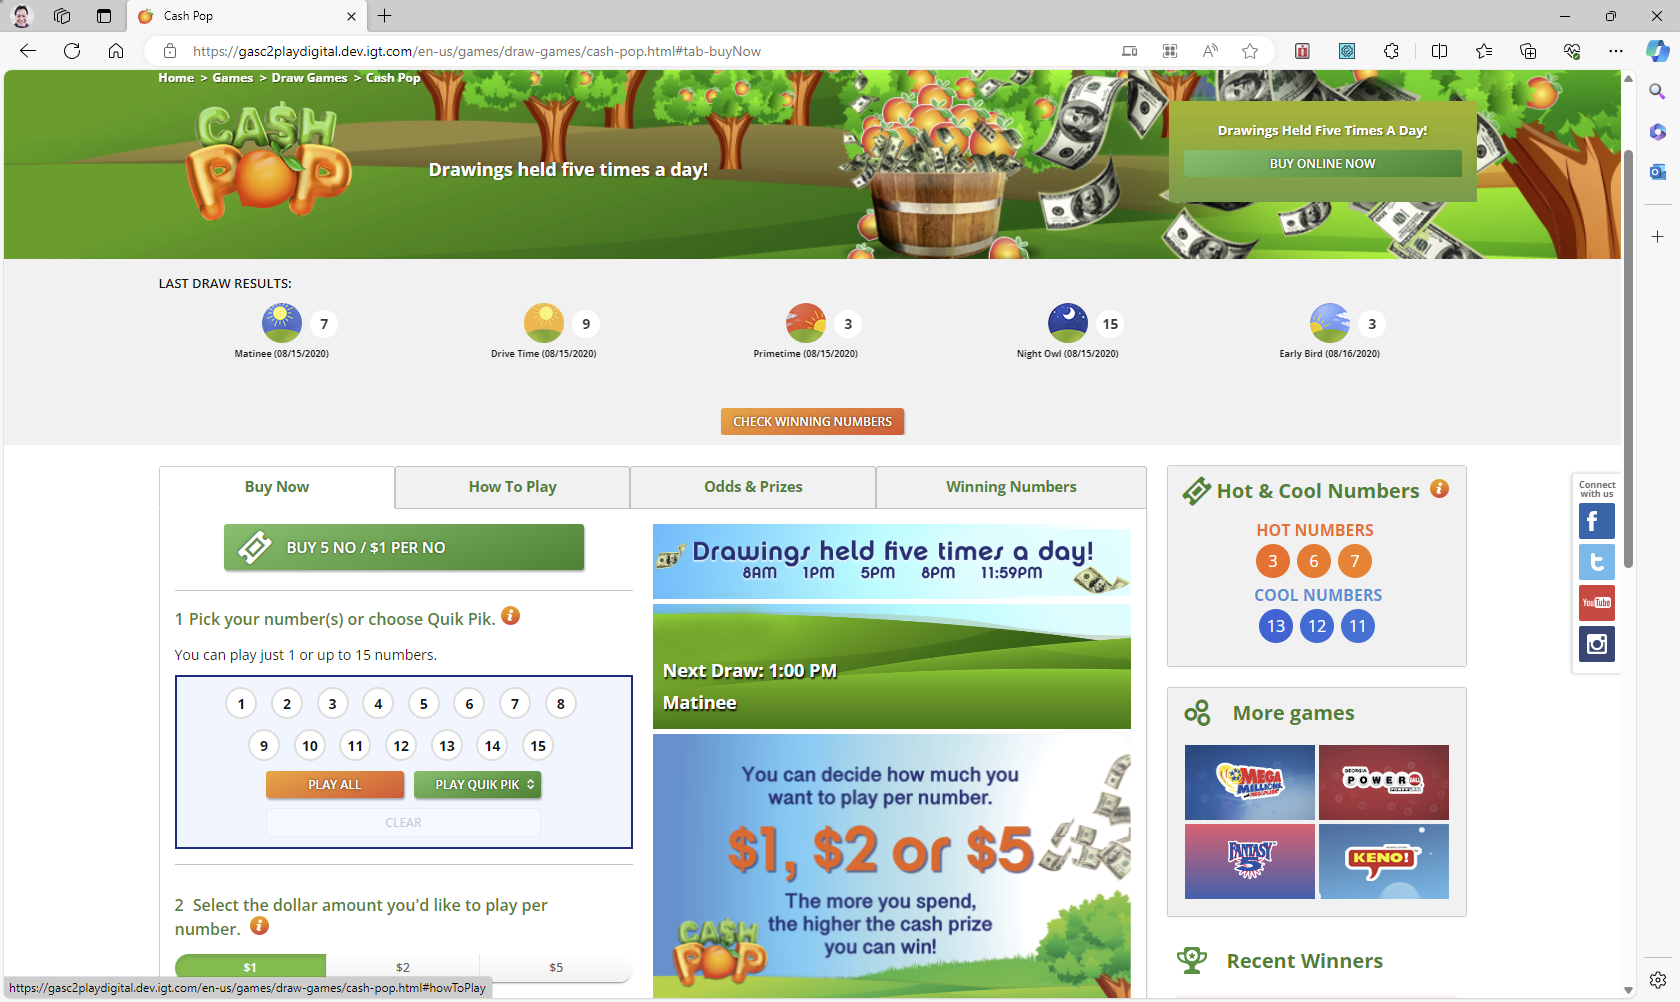 Cash Pop
https://gasc2playdigital.dev.igt.com/en-us/games/draw-games/cash-pop.html#tab-buyNow
Home > Games > Draw Games > Cash Pop
CASH POP
Drawings held five times a day!
Drawings Held Five Times A Day!
BUY ONLINE NOW
LAST DRAW RESULTS:
7
9
3
15
3
Matinee (08/15/2020)
Drive Time (08/15/2020)
Primetime (08/15/2020)
Night Owl (08/15/2020)
Early Bird (08/16/2020)
CHECK WINNING NUMBERS
Buy Now
How To Play
Odds & Prizes
Winning Numbers
BUY 5 NO / $1 PER NO
1 Pick your number(s) or choose Quik Pik.
You can play just 1 or up to 15 numbers.
1 2 3 4 5 6 7 8
9 10 11 12 13 14 15
PLAY ALL
PLAY QUIK PIK
CLEAR
2 Select the dollar amount you'd like to play per
number.
$1 $2 $5
Drawings held five times a day!
8AM 1PM 5PM 8PM 11:59PM
Next Draw: 1:00 PM
Matinee
You can decide how much you
want to play per number.
$1, $2 or $5
The more you spend,
the higher the cash prize
you can win!
CASH POP
Hot & Cool Numbers
HOT NUMBERS
3 6 7
COOL NUMBERS
13 12 11
More games
MEGA MILLIONS
GEORGIA POWERBALL
FANTASY 5
KENO!
Recent Winners
Connect
with us
YouTube
https://gasc2playdigital.dev.igt.com/en-us/games/draw-games/cash-pop.html#howToPlay